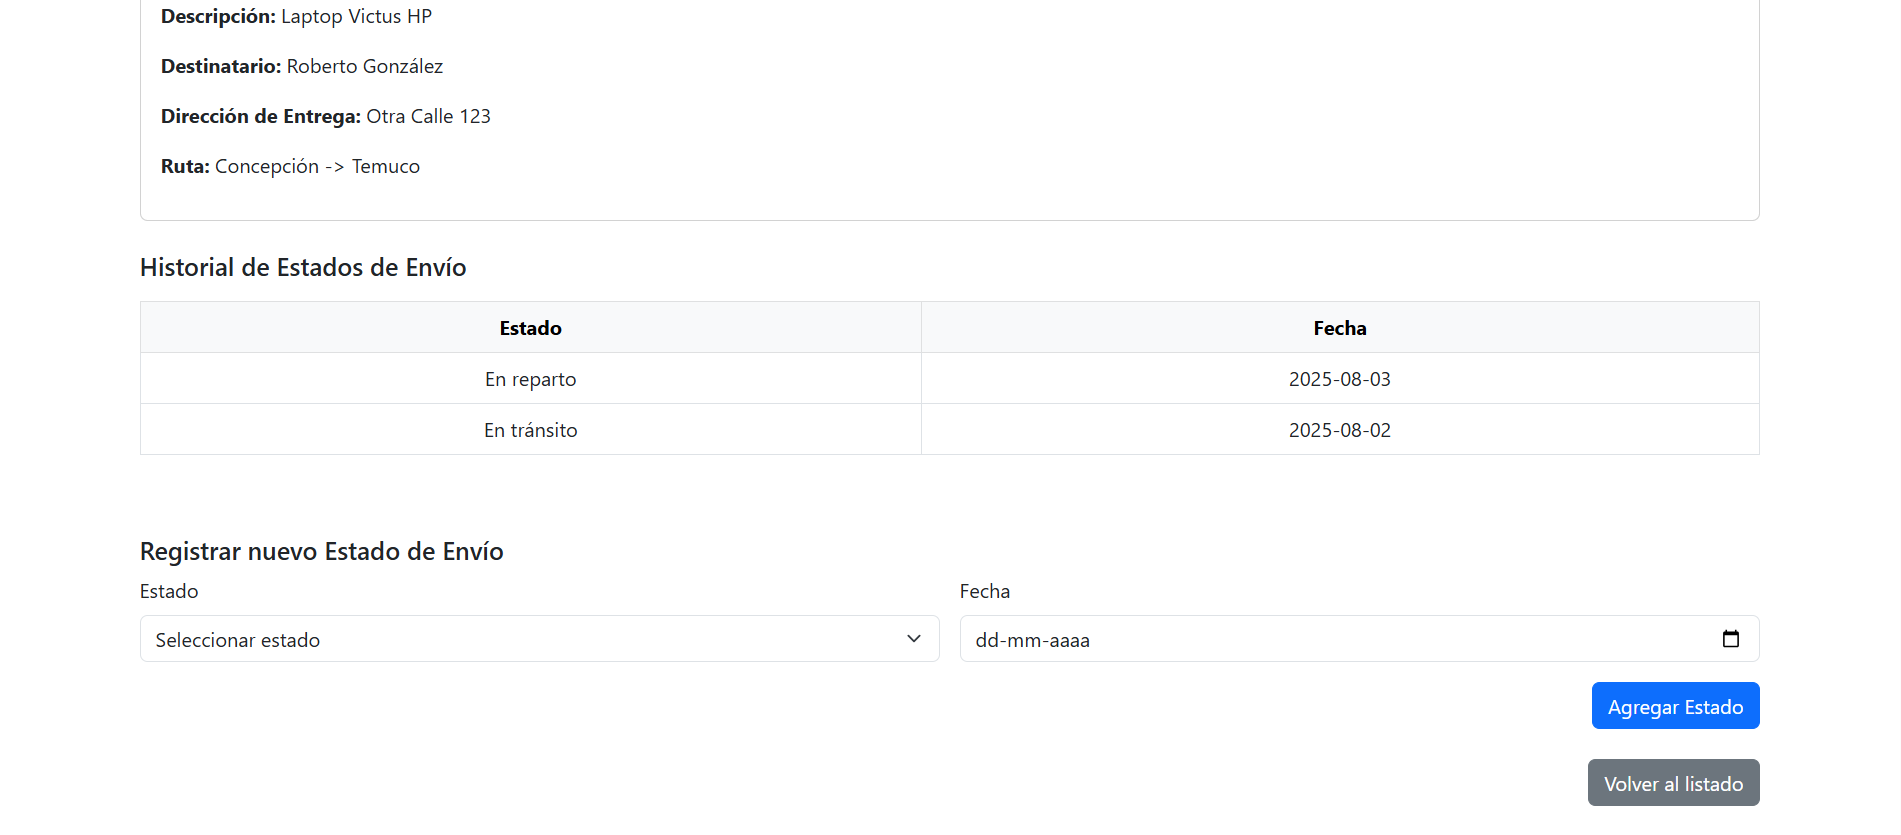 Descripción: Laptop Victus HP
Destinatario: Roberto González
Dirección de Entrega: Otra Calle 123
Ruta: Concepción -> Temuco
Historial de Estados de Envío
Estado Fecha
En reparto 2025-08-03
En tránsito 2025-08-02
Registrar nuevo Estado de Envío
Estado Fecha
Seleccionar estado dd-mm-aaaa
Agregar Estado
Volver al listado